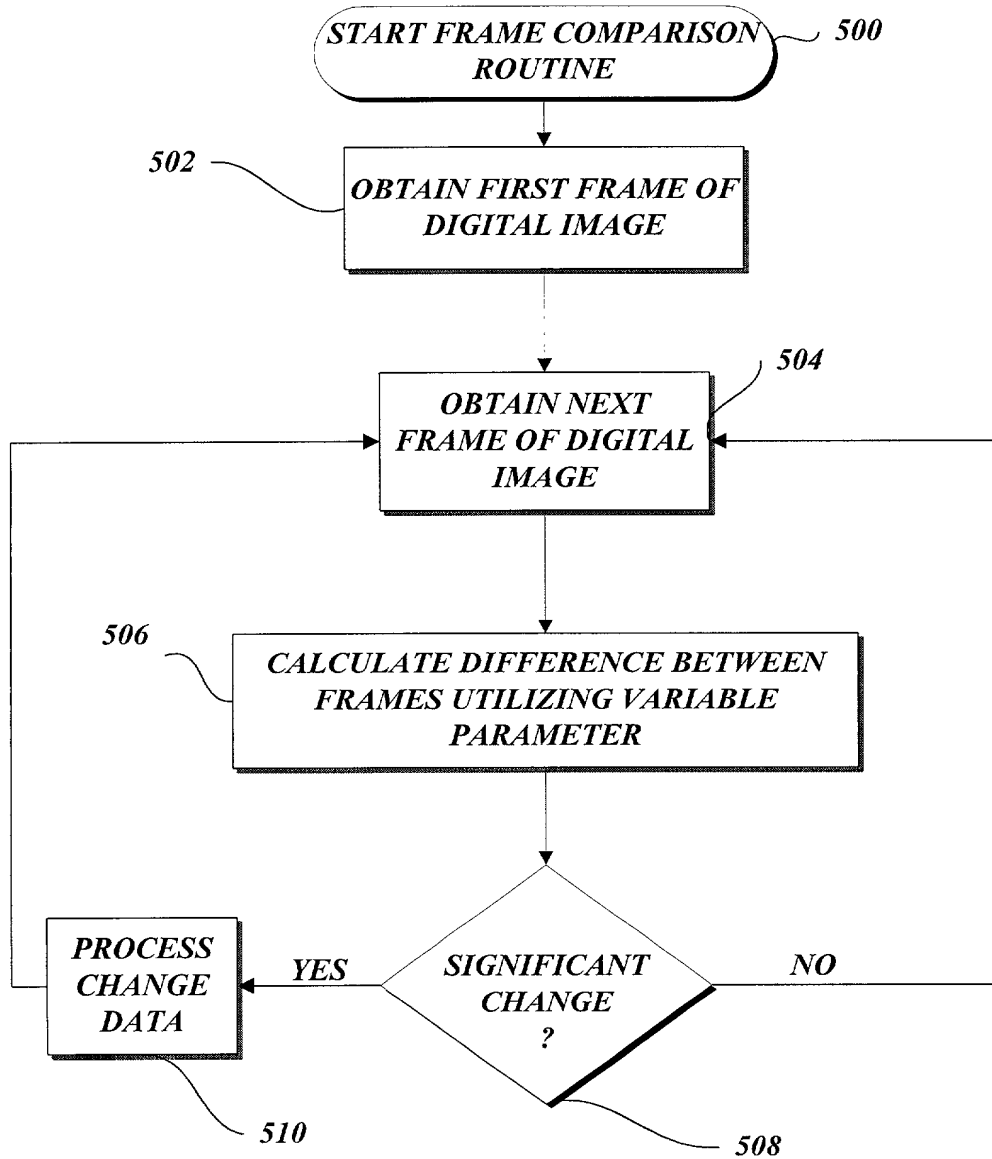 START FRAME COMPARISON
ROUTINE
500
502
OBTAIN FIRST FRAME OF
DIGITAL IMAGE
504
OBTAIN NEXT
FRAME OF DIGITAL
IMAGE
506
CALCULATE DIFFERENCE BETWEEN
FRAMES UTILIZING VARIABLE
PARAMETER
PROCESS
CHANGE
DATA
YES
SIGNIFICANT
CHANGE
?
NO
510
508